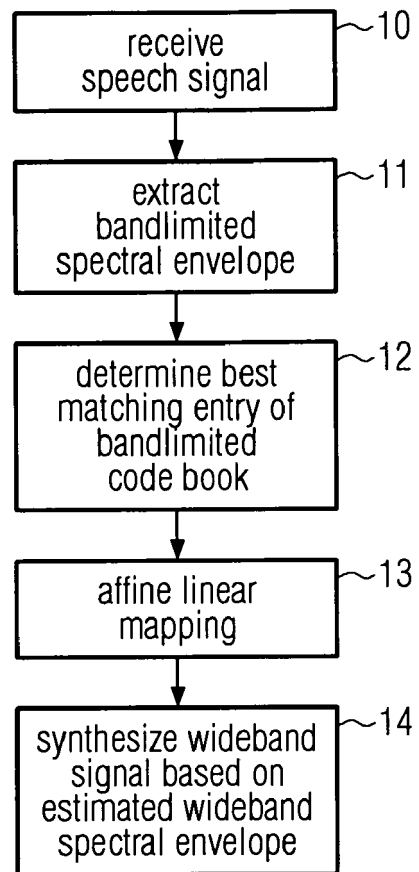 receive
speech signal
10
extract
bandlimited
spectral envelope
11
determine best
matching entry of
bandlimited
code book
12
affine linear
mapping
13
synthesize wideband
signal based on
estimated wideband
spectral envelope
14